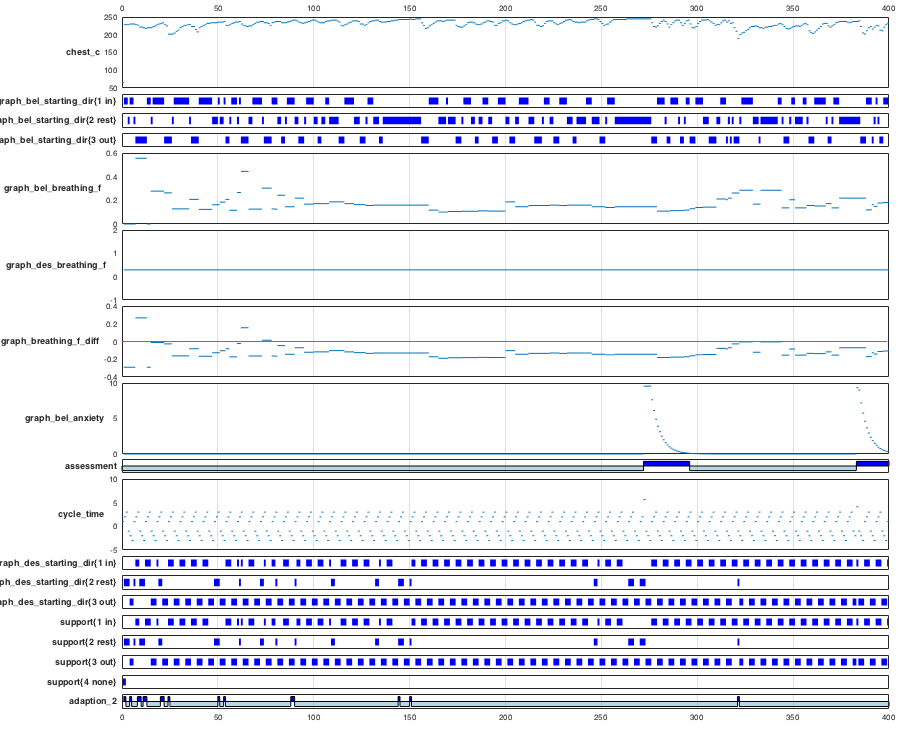 0 50 100 150 200 250 300 350 400
250
200
chest_c
150
100
50
graph_bel_starting_dir{1 in}
ph_bel_starting_dir{2 rest}
aph_bel_starting_dir{3 out}
0.6
0.4
graph_bel_breathing_f
0.2
0
2
1
graph_des_breathing_f
0
-1
0.4
0.2
graph_breathing_f_diff
0
-0.2
-0.4
10
graph_bel_anxiety
5
0
assessment
10
5
cycle_time
0
-5
raph_des_starting_dir{1 in}
ph_des_starting_dir{2 rest}
aph_des_starting_dir{3 out}
support{1 in}
support{2 rest}
support{3 out}
support{4 none}
adaption_2
0 50 100 150 200 250 300 350 400